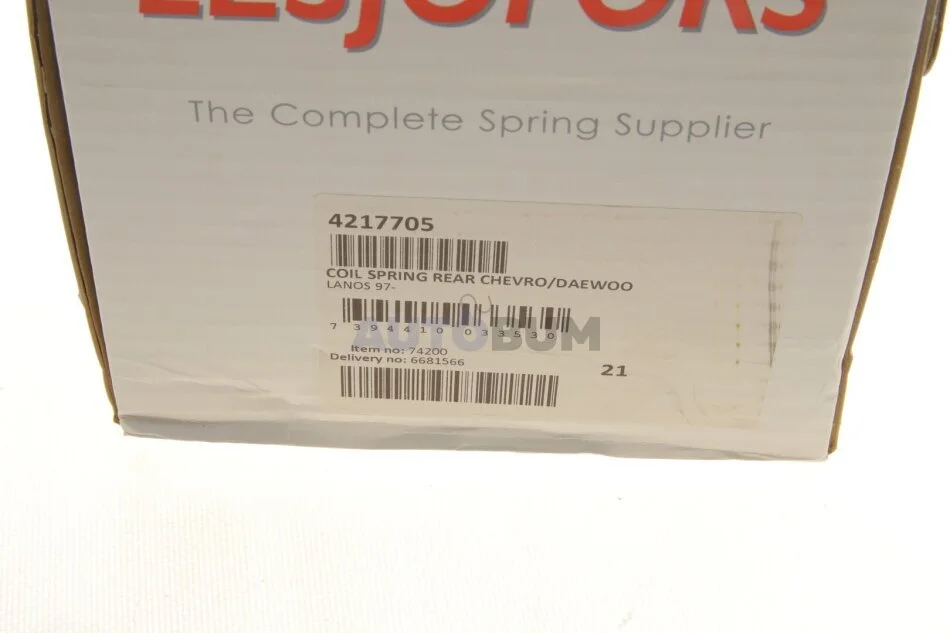 LESJÖFORS
The Complete Spring Supplier
4217705
COIL SPRING REAR CHEVRO/DAEWOO
LANOS 97-
7 394410 033530
AUTOBUM
Item no: 74200
Delivery no: 6681566
21